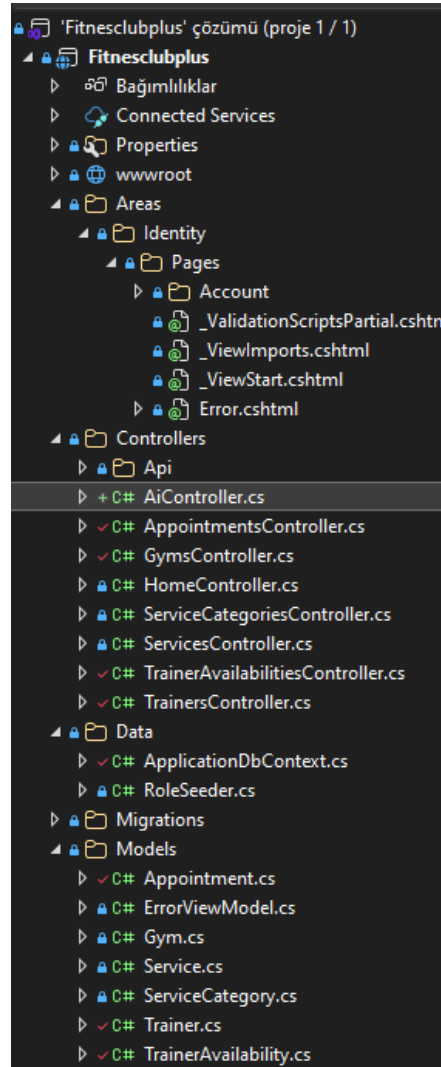 'Fitnesclubplus' çözümü (proje 1 / 1)
Fitnesclubplus
Bağımlılıklar
Connected Services
Properties
wwwroot
Areas
Identity
Pages
Account
_ValidationScriptsPartial.cshtm
_ViewImports.cshtml
_ViewStart.cshtml
Error.cshtml
Controllers
Api
+ C# AiController.cs
C# AppointmentsController.cs
C# GymsController.cs
C# HomeController.cs
C# ServiceCategoriesController.cs
C# ServicesController.cs
C# TrainerAvailabilitiesController.cs
C# TrainersController.cs
Data
C# ApplicationDbContext.cs
C# RoleSeeder.cs
Migrations
Models
C# Appointment.cs
C# ErrorViewModel.cs
C# Gym.cs
C# Service.cs
C# ServiceCategory.cs
C# Trainer.cs
C# TrainerAvailability.cs